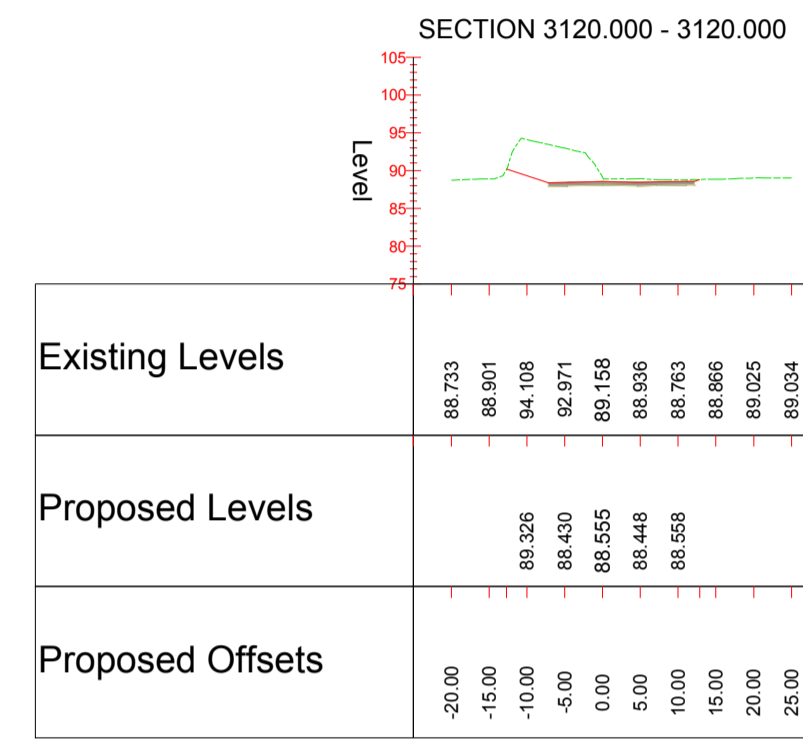 SECTION 3120.000 - 3120.000
105
100
95
90
85
80
75
Level
Existing Levels
88.733 88.901 94.108 92.971 89.158 88.936 88.763 88.866 89.025 89.034
Proposed Levels
89.326 88.430 88.555 88.448 88.558
Proposed Offsets
-20.00 -15.00 -10.00 -5.00 0.00 5.00 10.00 15.00 20.00 25.00